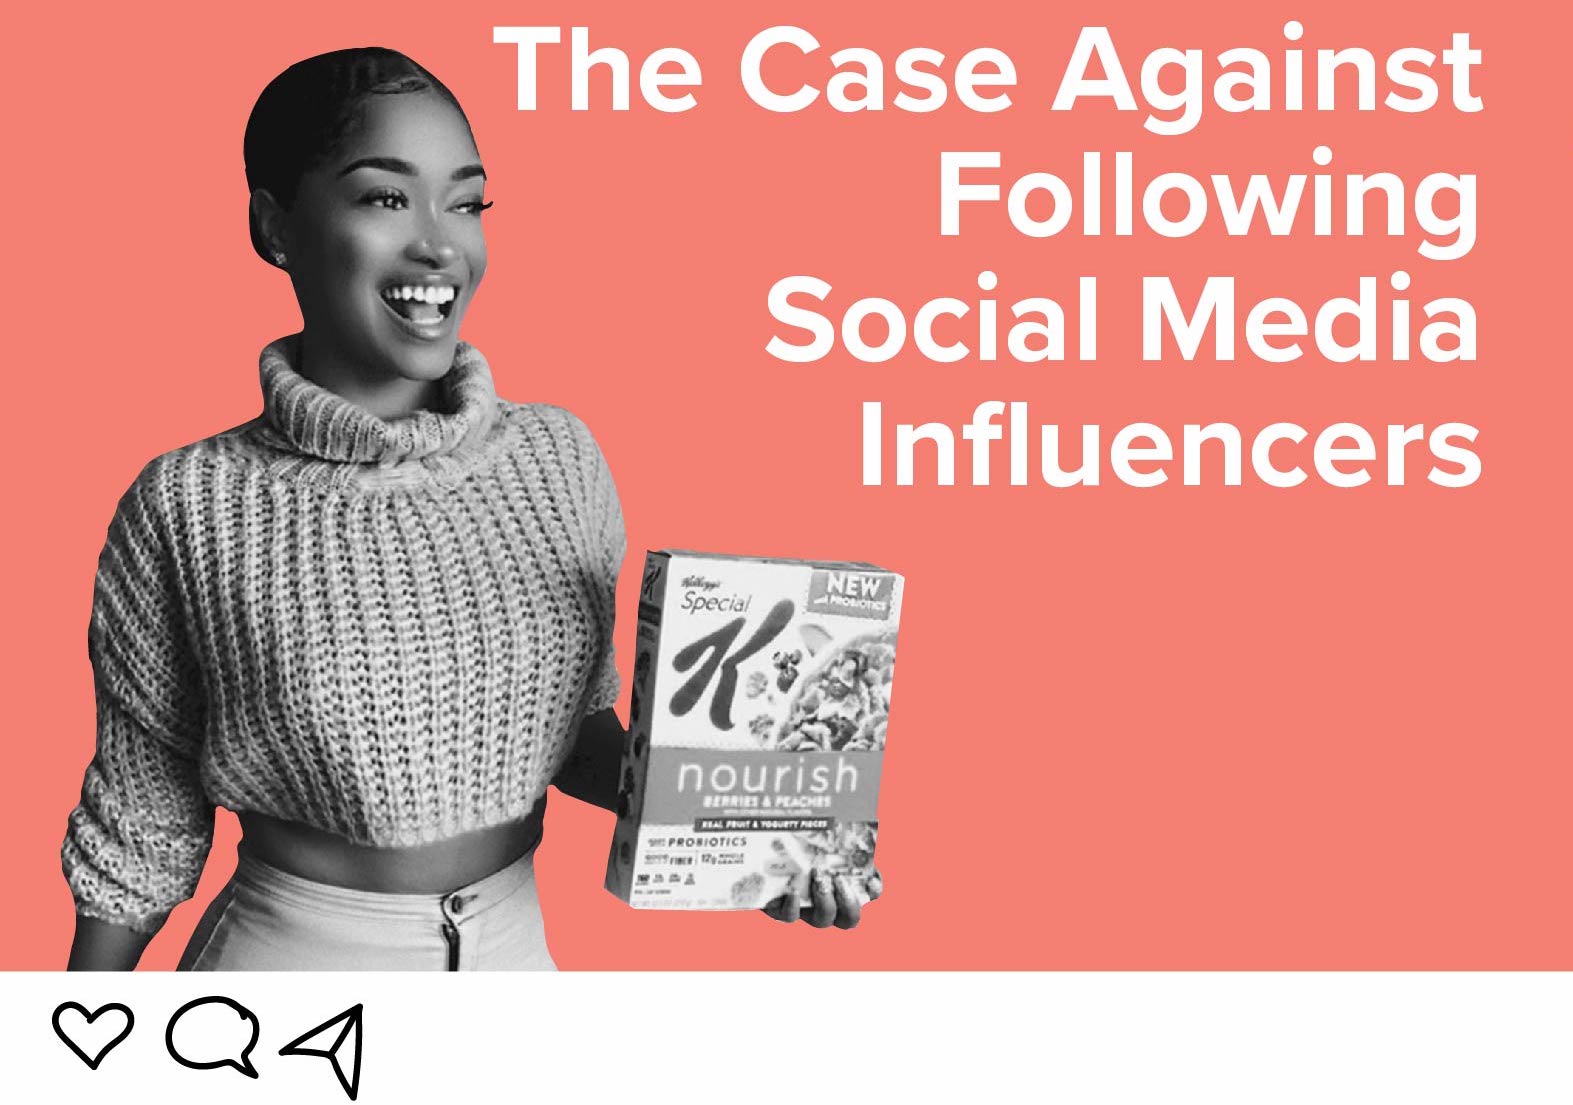 The Case Against
Following
Social Media
Influencers
Kellogg's
Special
K
NEW
PROBIOTICS
nourish
BERRIES & PEACHES
REAL FRUIT & YOGURTY PIECES
PROBIOTICS
FIBER 12g WHOLE GRAINS